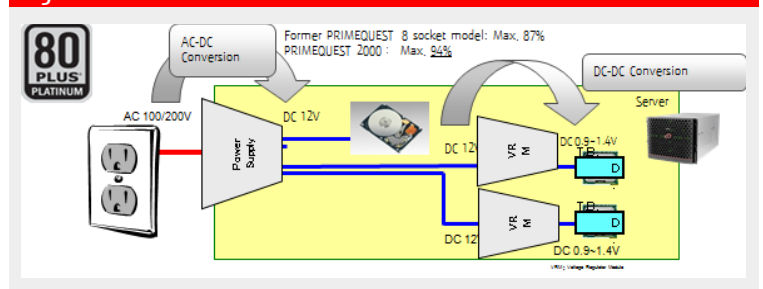 80
PLUS
PLATINUM
AC-DC
Conversion
Former PRIMEQUEST 8 socket model: Max. 87%
PRIMEQUEST 2000 : Max. 94%
DC-DC Conversion
Server
AC 100/200V
DC 12V
Power
Supply
DC 12V
VR
M
DC 0.9~1.4V
T.B.
D
DC 12
VR
M
T.B.
D
DC 0.9~1.4V
VRM : Voltage Regulator Module